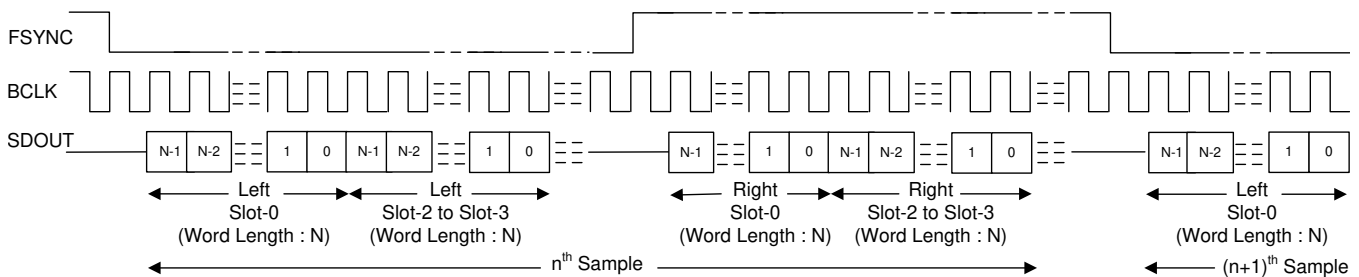 FSYNC
BCLK
SDOUT
N-1 N-2 1 0 N-1 N-2 1 0 N-1 1 0 N-1 N-2 1 0 N-1 N-2 1 0
Left Left Right Right Left
Slot-0 Slot-2 to Slot-3 Slot-0 Slot-2 to Slot-3 Slot-0
(Word Length : N) (Word Length : N) (Word Length : N) (Word Length : N) (Word Length : N)
nth Sample (n+1)th Sample